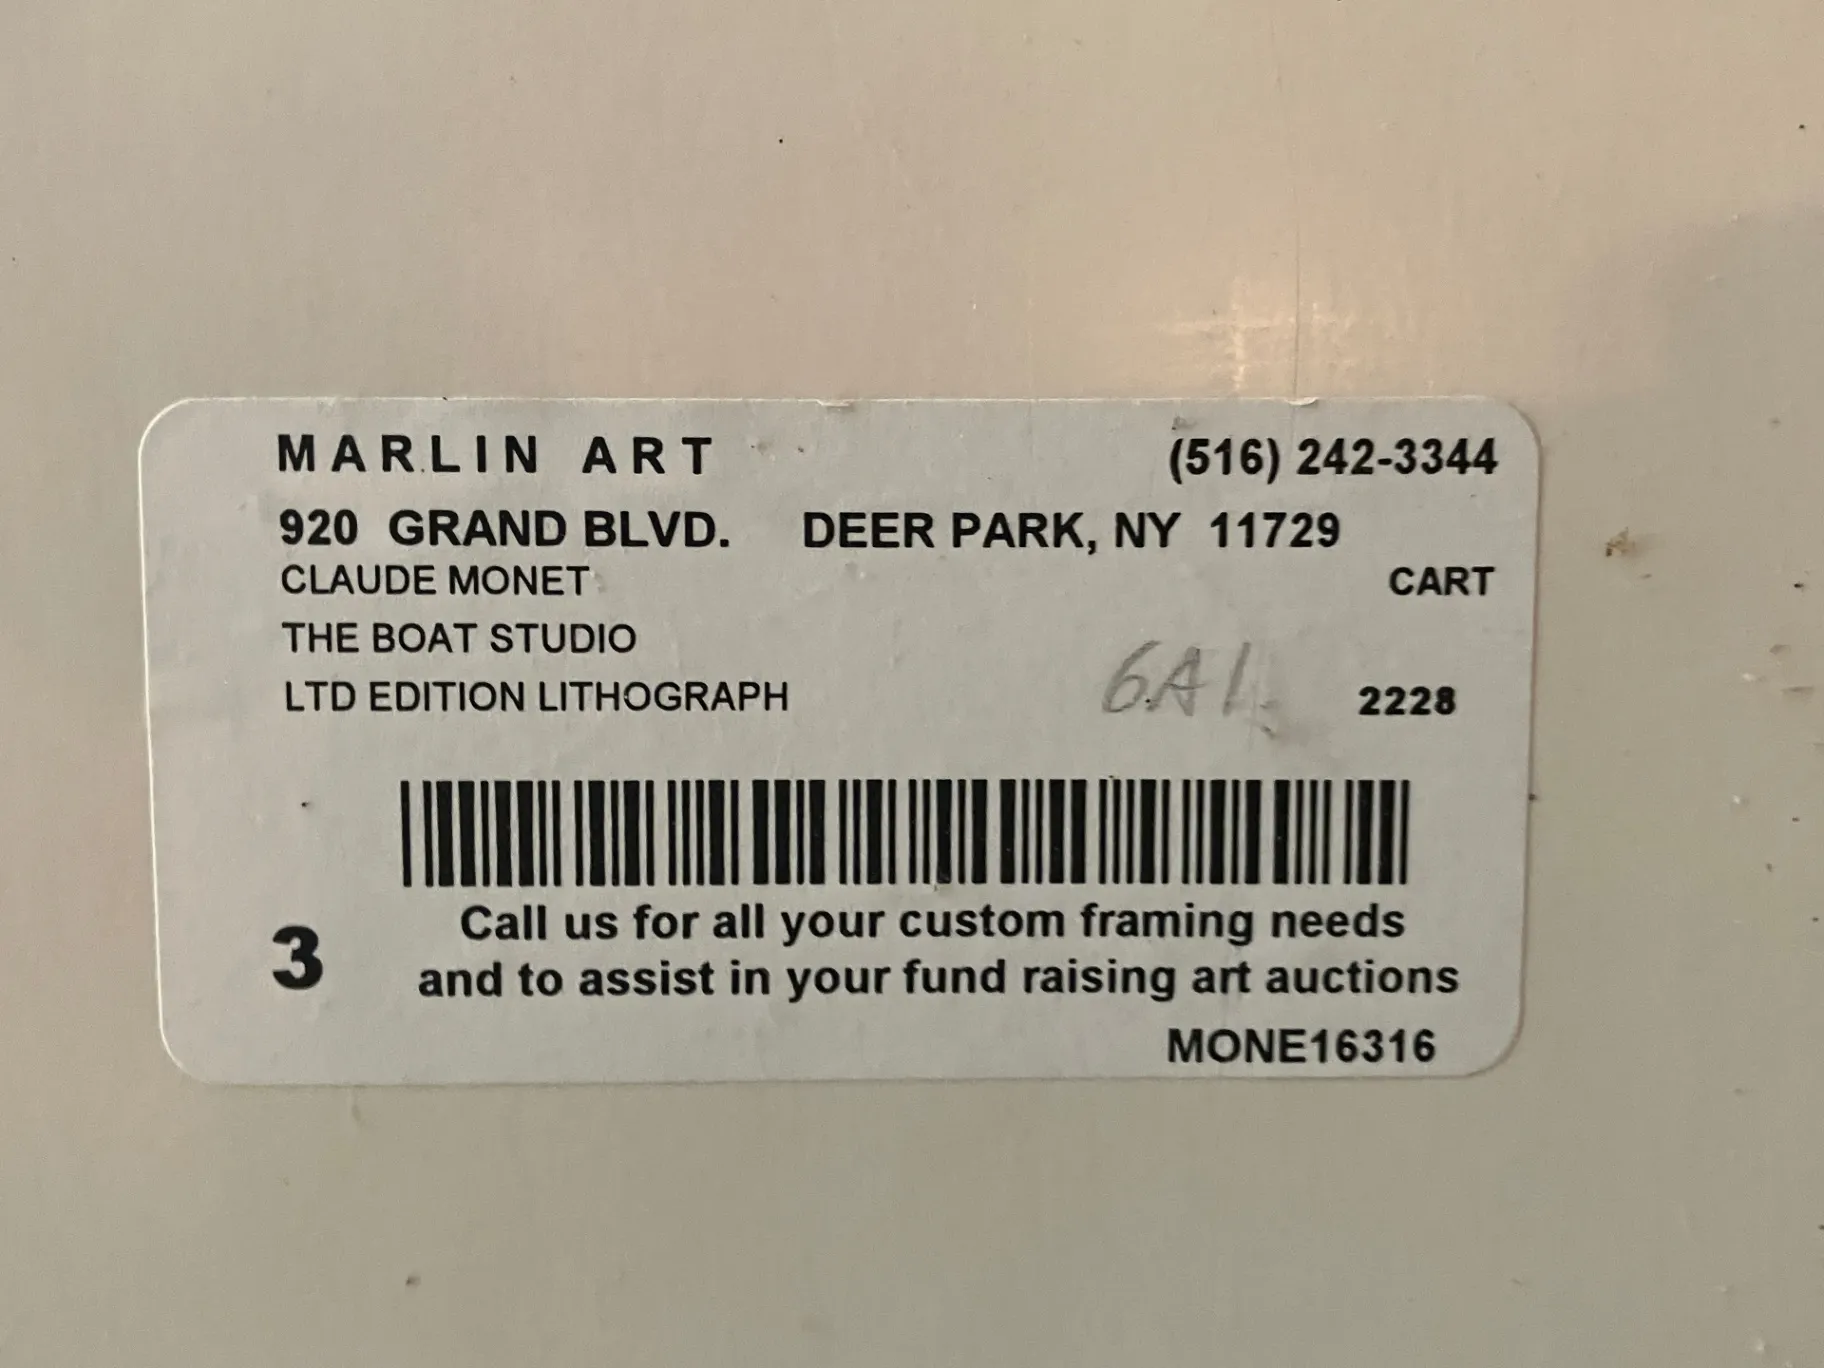 MARLIN ART (516) 242-3344
920 GRAND BLVD. DEER PARK, NY 11729
CLAUDE MONET CART
THE BOAT STUDIO
LTD EDITION LITHOGRAPH 6A1 2228
Call us for all your custom framing needs
3 and to assist in your fund raising art auctions
MONE16316